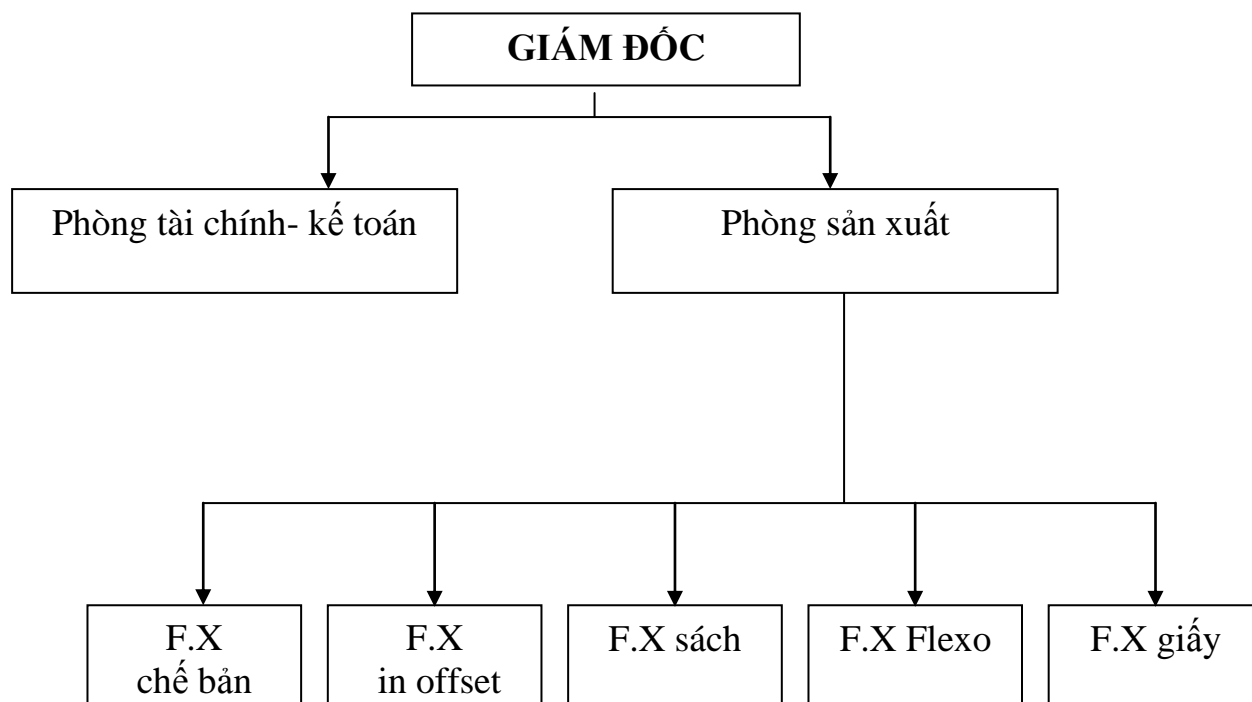 GIÁM ĐỐC
Phòng tài chính- kế toán
Phòng sản xuất
F.X
chế bản
F.X
in offset
F.X sách
F.X Flexo
F.X giấy